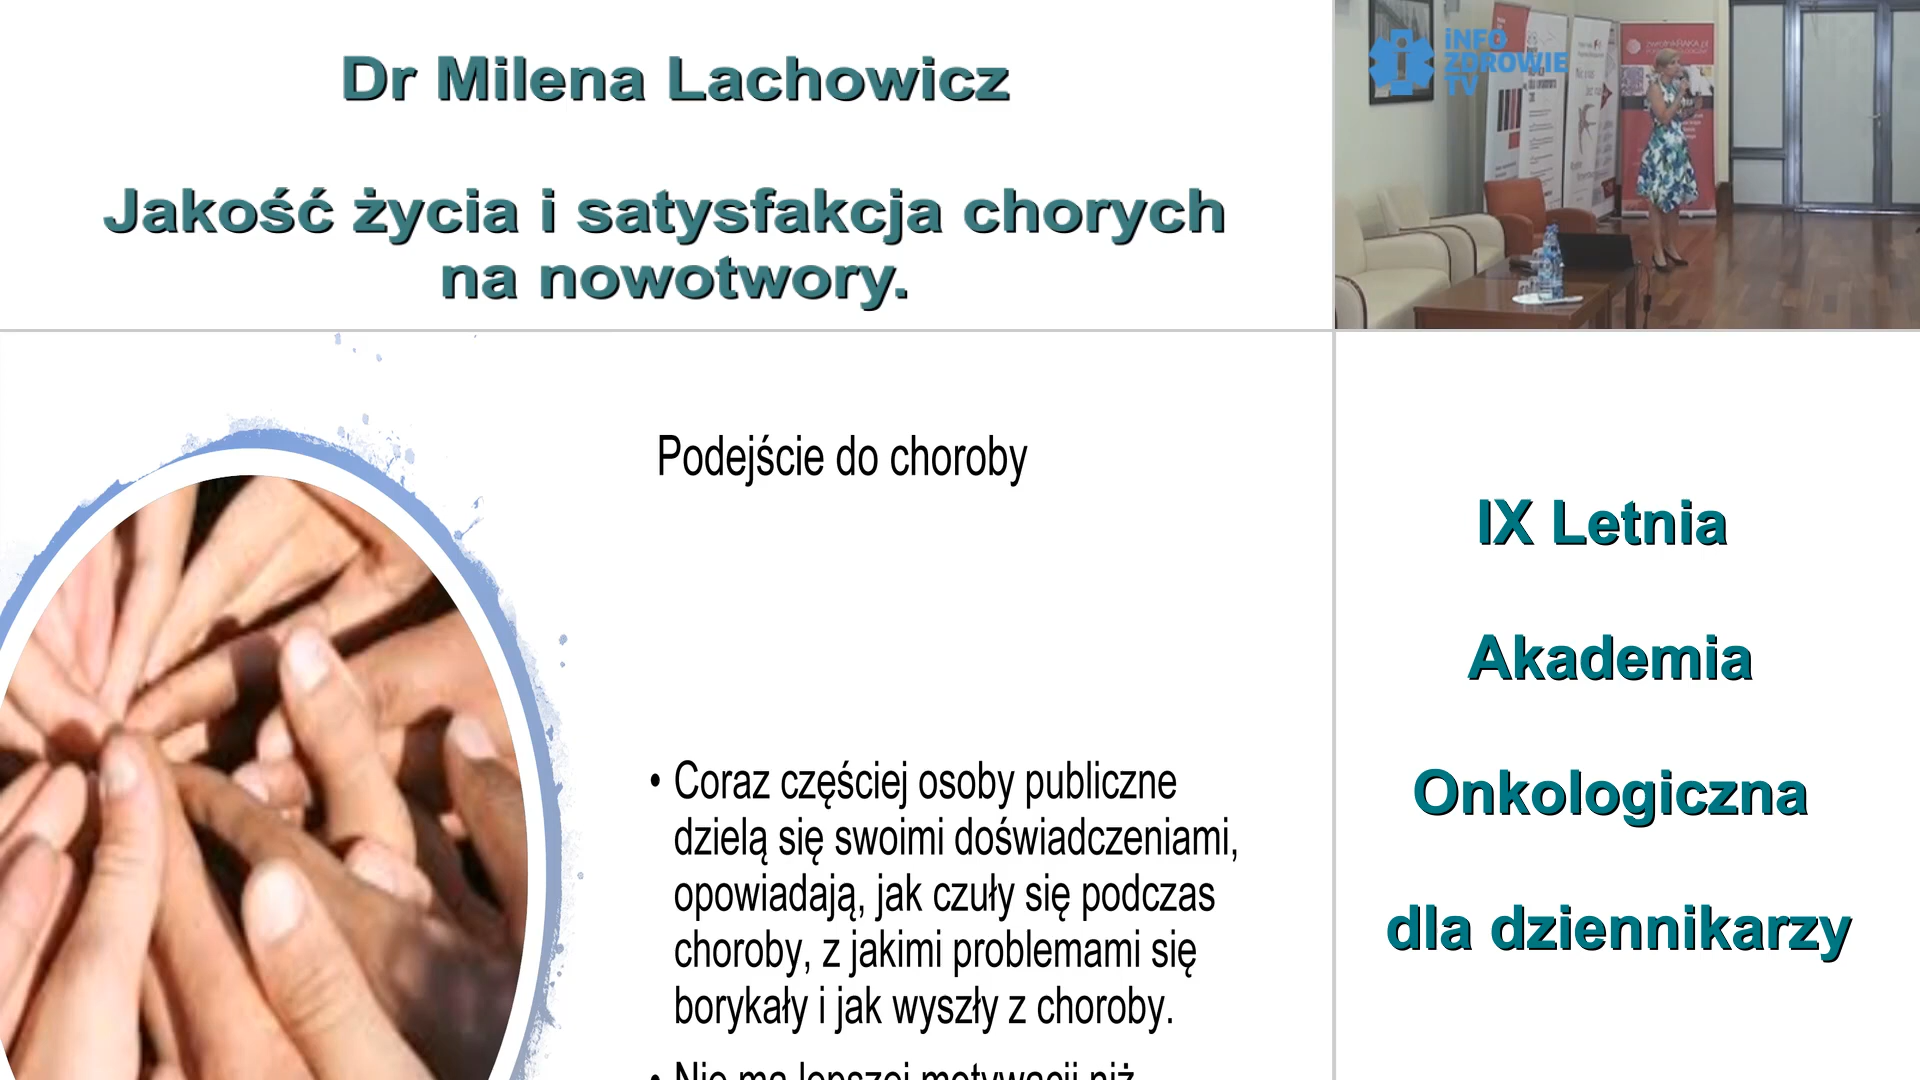 Dr Milena Lachowicz
Jakość życia i satysfakcja chorych
na nowotwory.
iNFO
ZDROWIE
TV
Podejście do choroby
• Coraz częściej osoby publiczne
dzielą się swoimi doświadczeniami,
opowiadają, jak czuły się podczas
choroby, z jakimi problemami się
borykały i jak wyszły z choroby.
• Nie ma lepszej motywacji niż
IX Letnia
Akademia
Onkologiczna
dla dziennikarzy